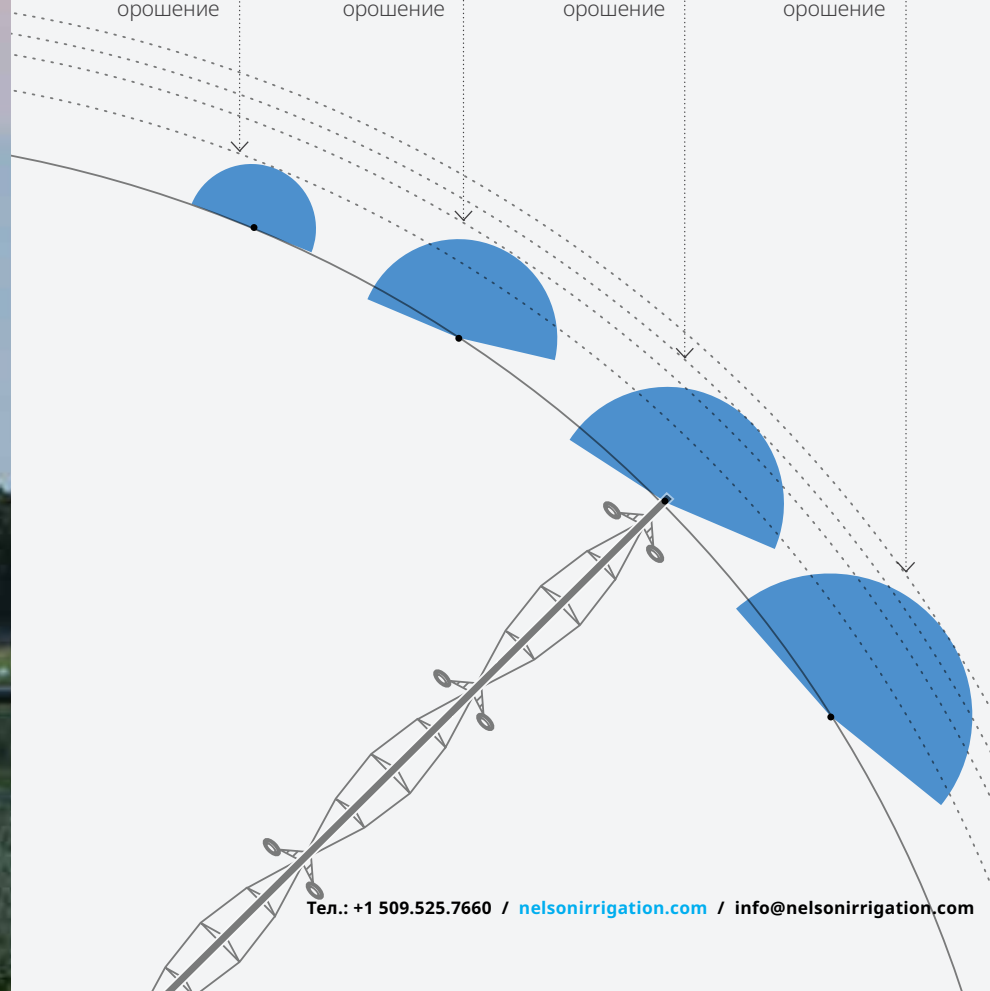 орошение орошение орошение орошение
Тел.: +1 509.525.7660 / nelsonirrigation.com / info@nelsonirrigation.com